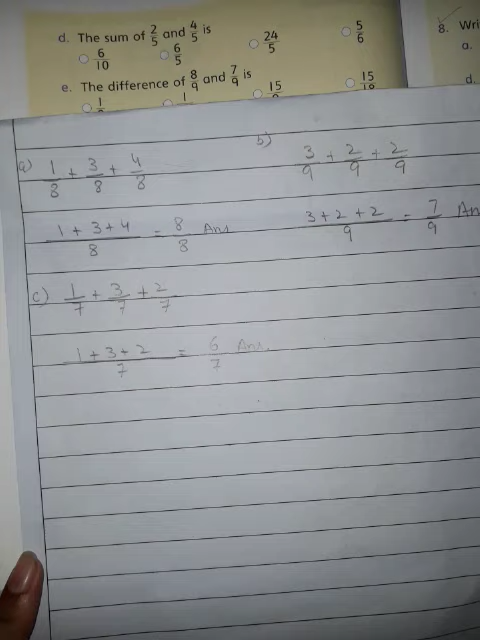 d. The sum of 2/5 and 4/5 is
6/10 6/5 24/5 5/6
e. The difference of 8/9 and 7/9 is
8. Wri
a.
d.
a) 1/8 + 3/8 + 4/8
1 + 3 + 4/8 = 8/8 Ans
b) 3/9 + 2/9 + 2/9
3 + 2 + 2/9 = 7/9 An
c) 1/7 + 3/7 + 2/7
1 + 3 + 2/7 = 6/7 Ans.